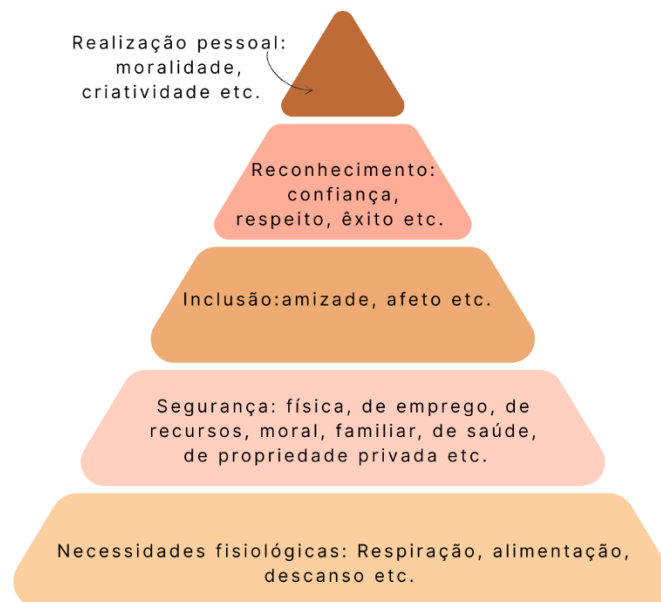 Realização pessoal:
moralidade,
criatividade etc.
Reconhecimento:
confiança,
respeito, êxito etc.
Inclusão:amizade, afeto etc.
Segurança: física, de emprego, de
recursos, moral, familiar, de saúde,
de propriedade privada etc.
Necessidades fisiológicas: Respiração, alimentação,
descanso etc.